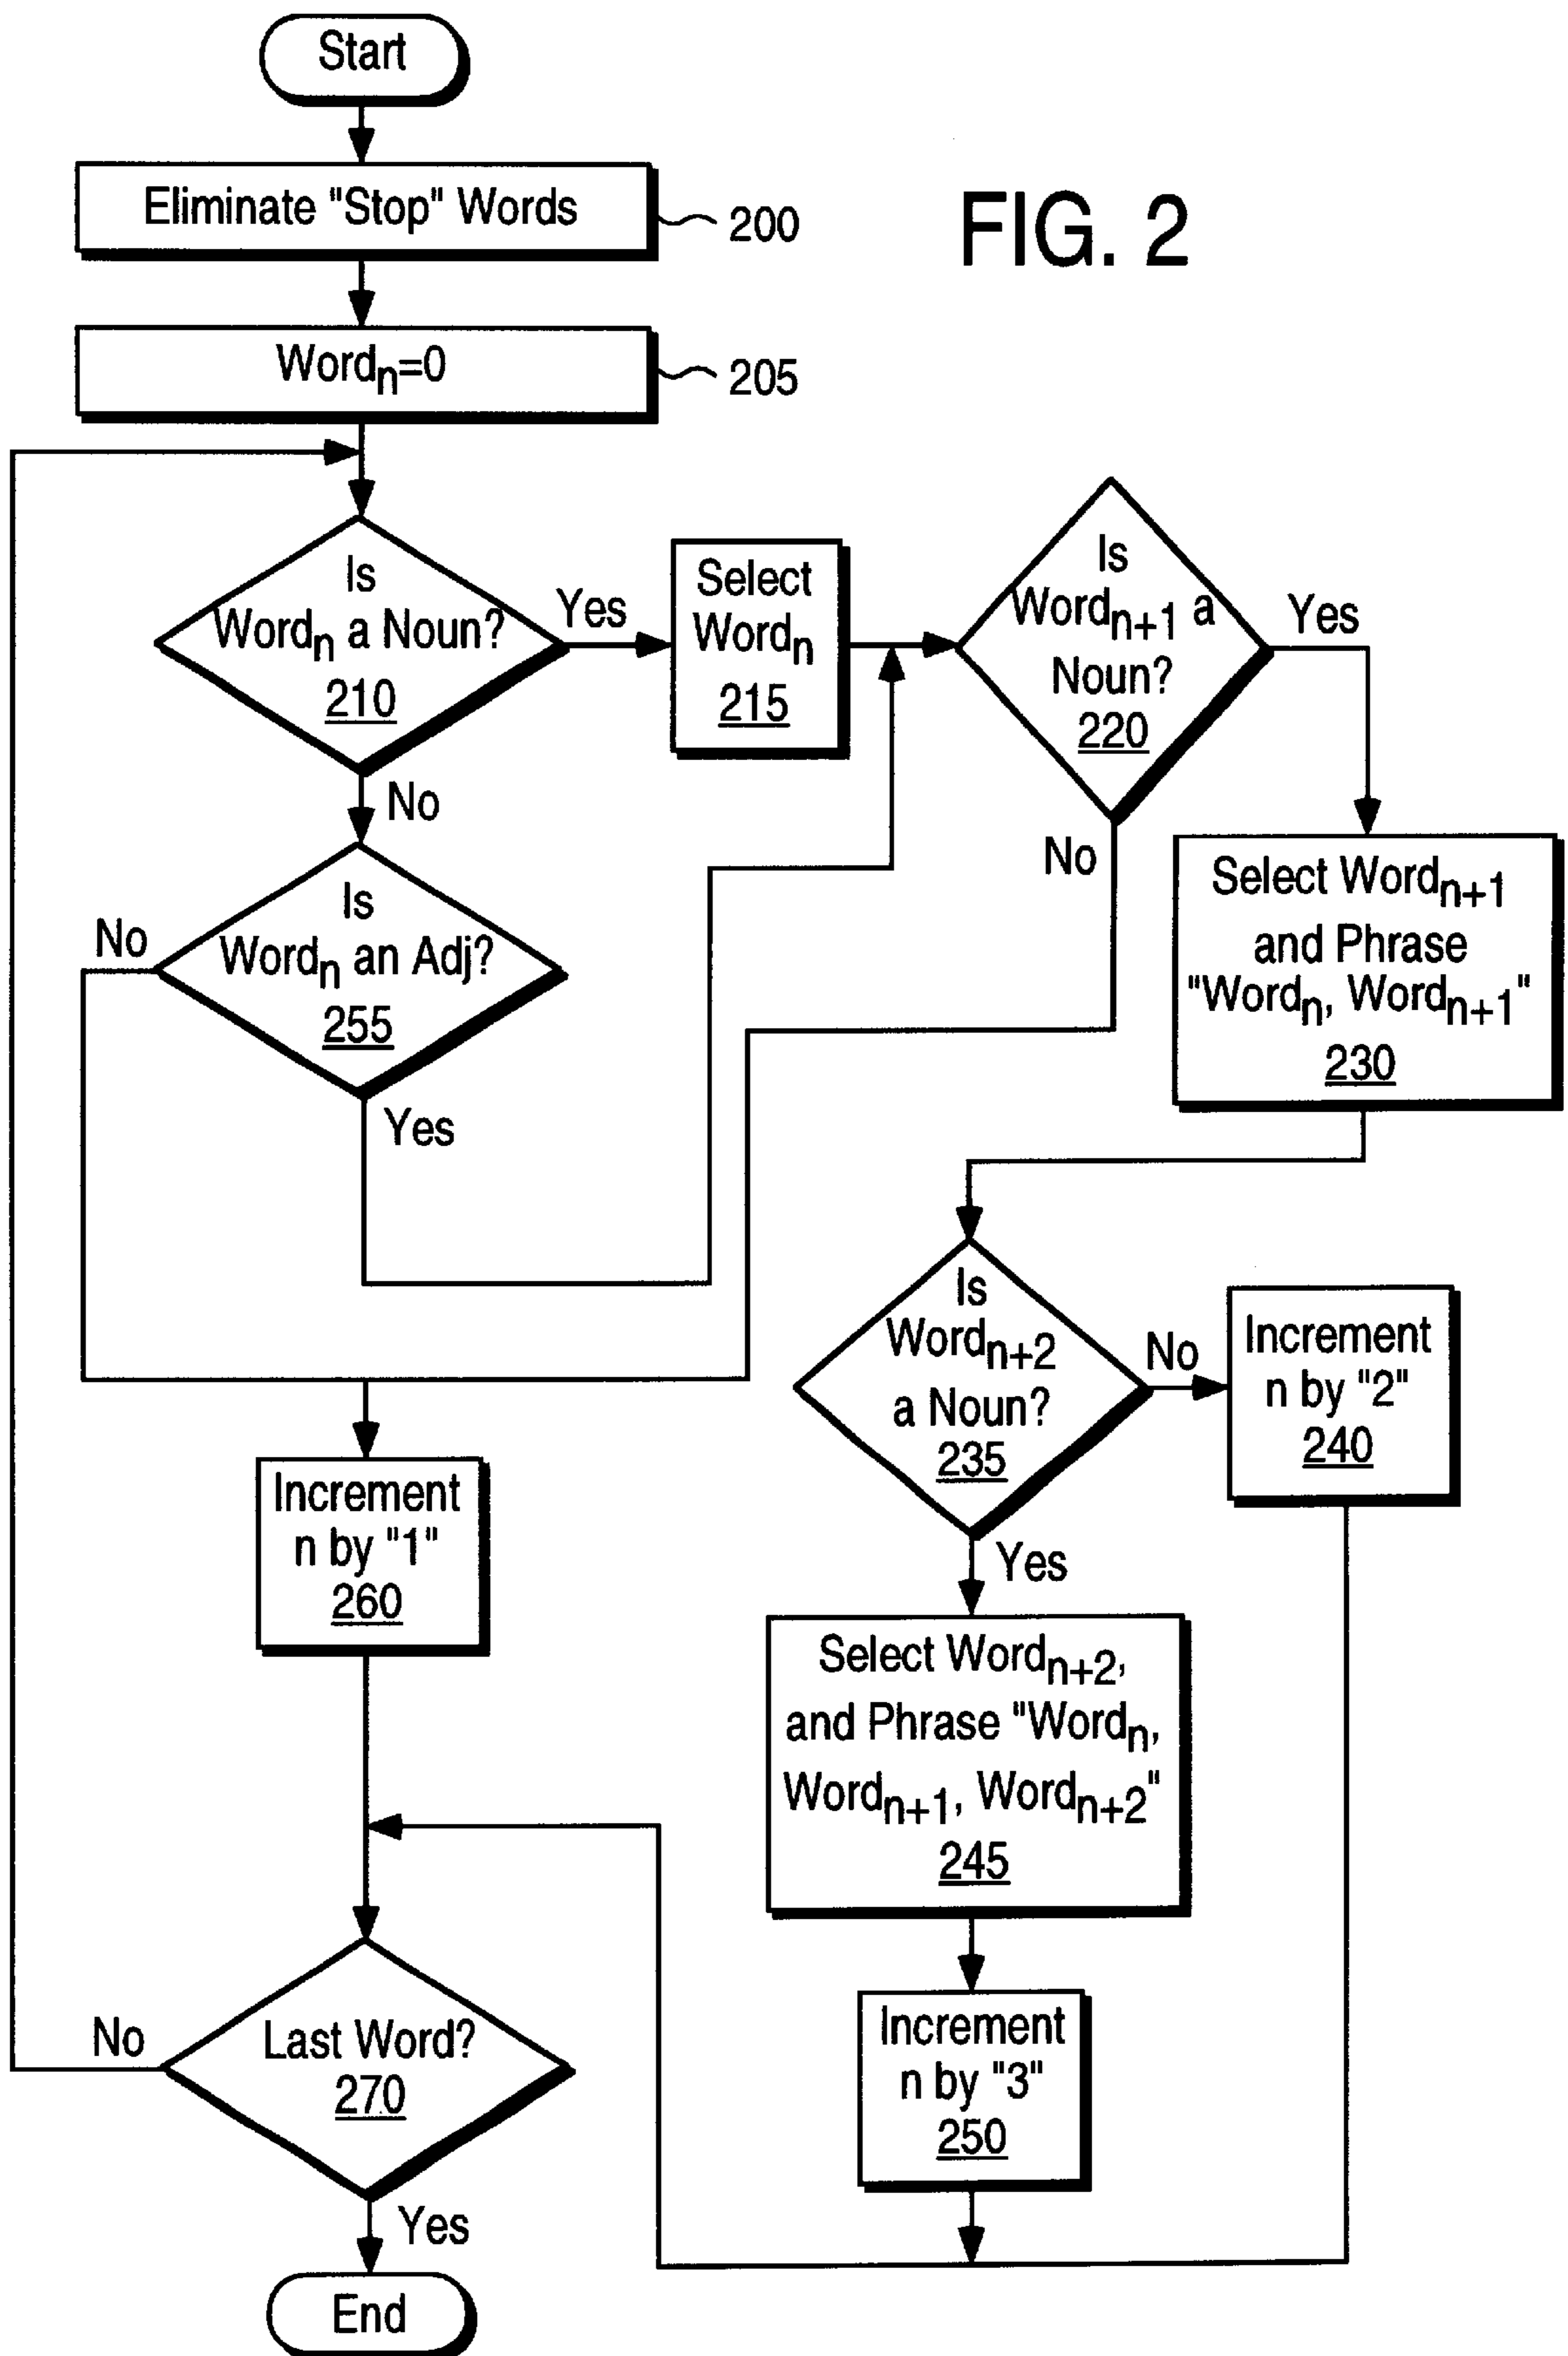 Start
Eliminate "Stop" Words
200
FIG. 2
Wordn=0
205
Is
Wordn a Noun?
210
Yes
No
Select
Wordn
215
Is
Wordn+1 a
Noun?
220
Yes
No
Select Wordn+1
and Phrase
"Wordn, Wordn+1"
230
Is
Wordn an Adj?
255
No
Yes
Is
Wordn+2
a Noun?
235
No
Yes
Increment
n by "2"
240
Increment
n by "1"
260
Select Wordn+2,
and Phrase "Wordn,
Wordn+1, Wordn+2"
245
Increment
n by "3"
250
Last Word?
270
No
Yes
End